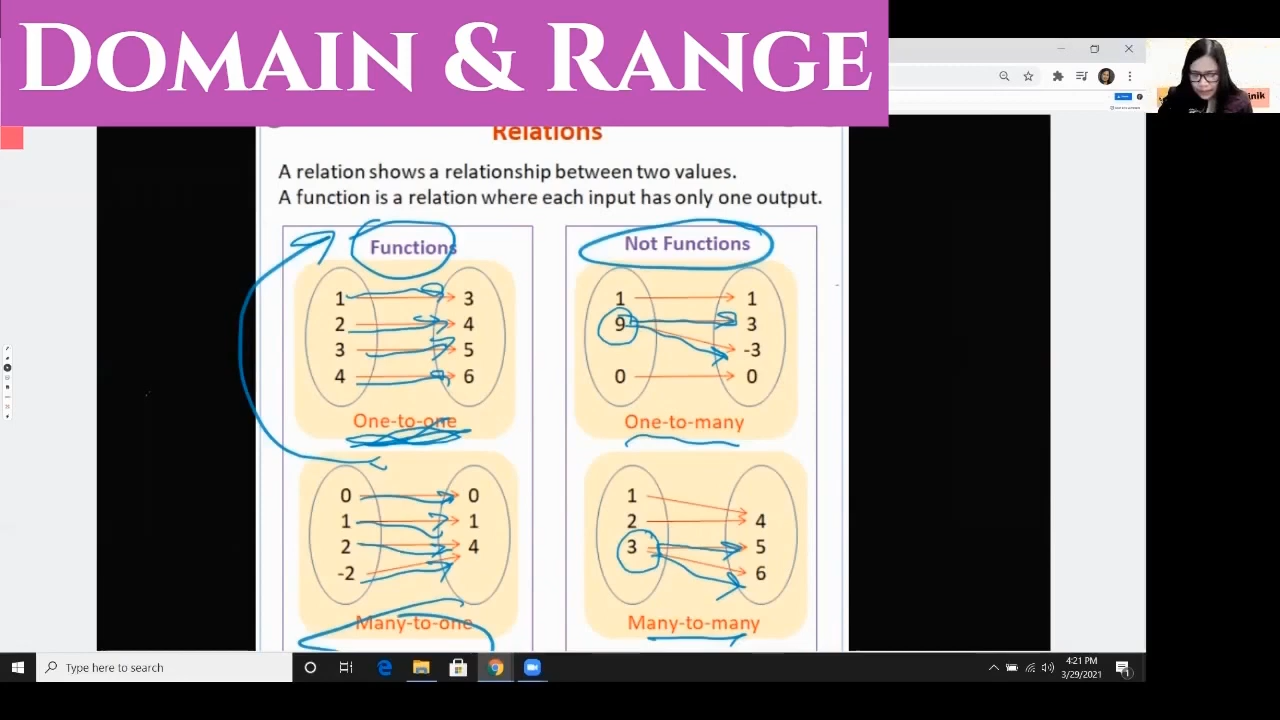 DOMAIN & RANGE
Relations
A relation shows a relationship between two values.
A function is a relation where each input has only one output.
Functions
1 3
2 4
3 5
4 6
One-to-one
0 0
1 1
2 4
-2
Many-to-one
Not Functions
1 1
9 3
-3
0 0
One-to-many
1
2 4
3 5
6
Many-to-many
nik
Type here to search
4:21 PM
3/29/2021
1